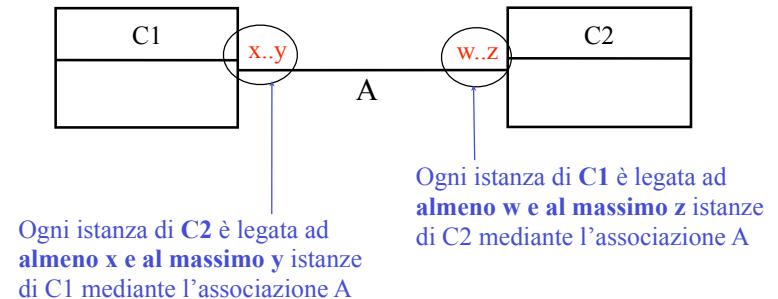 C1
C2
x..y
w..z
A
Ogni istanza di C1 è legata ad
almeno w e al massimo z istanze
di C2 mediante l’associazione A
Ogni istanza di C2 è legata ad
almeno x e al massimo y istanze
di C1 mediante l’associazione A